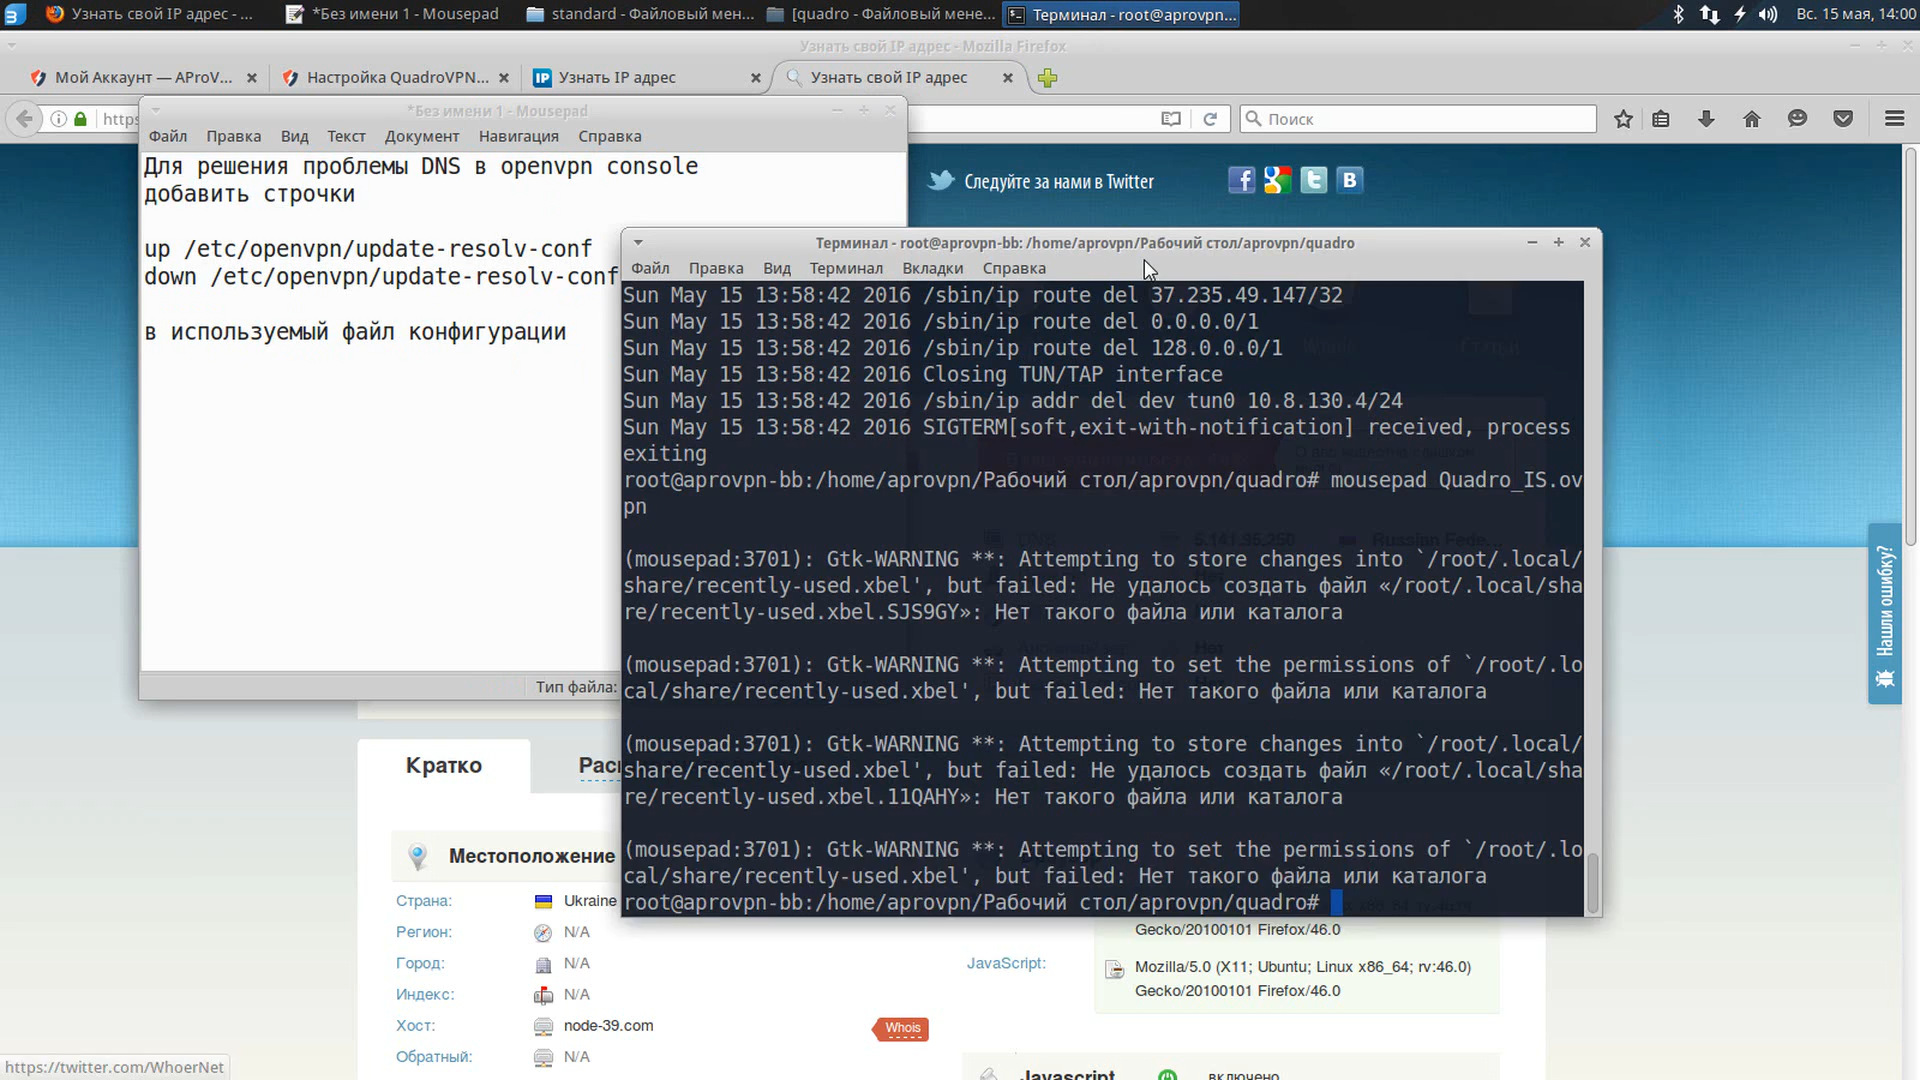 Узнать свой IP адрес - ...
*Без имени 1 - Mousepad
standard - Файловый мен...
[quadro - Файловый мене...
Терминал - root@aprovpn...
Вс. 15 мая, 14:00
Узнать свой IP адрес - Mozilla Firefox
Мой Аккаунт — AProV...
Настройка QuadroVPN...
Узнать IP адрес
Узнать свой IP адрес
https
Поиск
*Без имени 1 - Mousepad
Файл Правка Вид Текст Документ Навигация Справка
Для решения проблемы DNS в openvpn console
добавить строчки
up /etc/openvpn/update-resolv-conf
down /etc/openvpn/update-resolv-conf
в используемый файл конфигурации
Тип файла:
Следуйте за нами в Twitter
Терминал - root@aprovpn-bb: /home/aprovpn/Рабочий стол/aprovpn/quadro
Файл Правка Вид Терминал Вкладки Справка
Sun May 15 13:58:42 2016 /sbin/ip route del 37.235.49.147/32
Sun May 15 13:58:42 2016 /sbin/ip route del 0.0.0.0/1
Sun May 15 13:58:42 2016 /sbin/ip route del 128.0.0.0/1
Sun May 15 13:58:42 2016 Closing TUN/TAP interface
Sun May 15 13:58:42 2016 /sbin/ip addr del dev tun0 10.8.130.4/24
Sun May 15 13:58:42 2016 SIGTERM[soft,exit-with-notification] received, process
exiting
root@aprovpn-bb:/home/aprovpn/Рабочий стол/aprovpn/quadro# mousepad Quadro_IS.ov
pn
(mousepad:3701): Gtk-WARNING **: Attempting to store changes into `/root/.local/
share/recently-used.xbel', but failed: Не удалось создать файл «/root/.local/sha
re/recently-used.xbel.SJS9GY»: Нет такого файла или каталога
(mousepad:3701): Gtk-WARNING **: Attempting to set the permissions of `/root/.lo
cal/share/recently-used.xbel', but failed: Нет такого файла или каталога
(mousepad:3701): Gtk-WARNING **: Attempting to store changes into `/root/.local/
share/recently-used.xbel', but failed: Не удалось создать файл «/root/.local/sha
re/recently-used.xbel.11QAHY»: Нет такого файла или каталога
(mousepad:3701): Gtk-WARNING **: Attempting to set the permissions of `/root/.lo
cal/share/recently-used.xbel', but failed: Нет такого файла или каталога
root@aprovpn-bb:/home/aprovpn/Рабочий стол/aprovpn/quadro#
Нашли ошибку?
Кратко
Рас
Местоположение
Страна: Ukraine
Регион: N/A
Город: N/A
Индекс: N/A
Хост: node-39.com
Whois
Обратный: N/A
Gecko/20100101 Firefox/46.0
JavaScript: Mozilla/5.0 (X11; Ubuntu; Linux x86_64; rv:46.0)
Gecko/20100101 Firefox/46.0
Javascript включено
https://twitter.com/WhoerNet